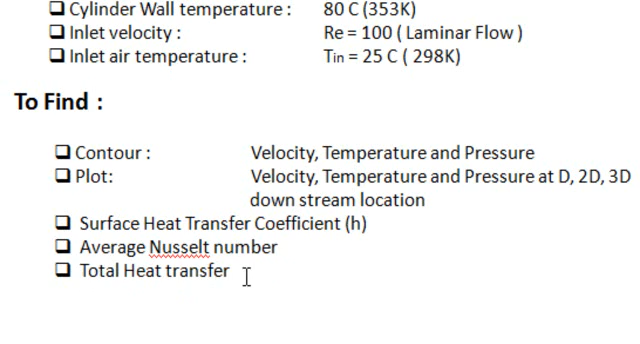 ❑ Cylinder Wall temperature : 80 C (353K)
❑ Inlet velocity : Re = 100 ( Laminar Flow )
❑ Inlet air temperature : Tin = 25 C ( 298K)
To Find :
❑ Contour : Velocity, Temperature and Pressure
❑ Plot: Velocity, Temperature and Pressure at D, 2D, 3D
down stream location
❑ Surface Heat Transfer Coefficient (h)
❑ Average Nusselt number
❑ Total Heat transfer